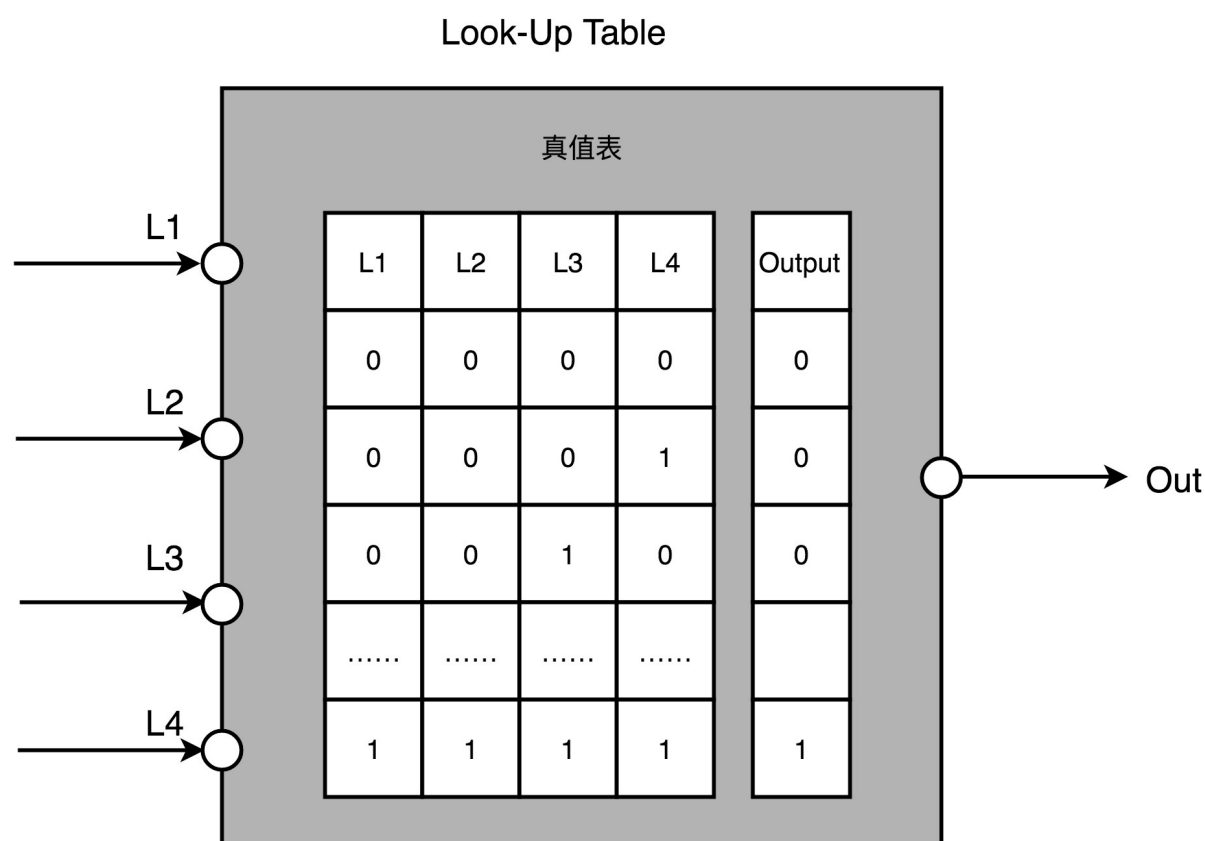 Look-Up Table
真值表
L1
L2
L3
L4
L1 L2 L3 L4 Output
0 0 0 0 0
0 0 0 1 0
0 0 1 0 0
...... ...... ...... ......
1 1 1 1 1
Out